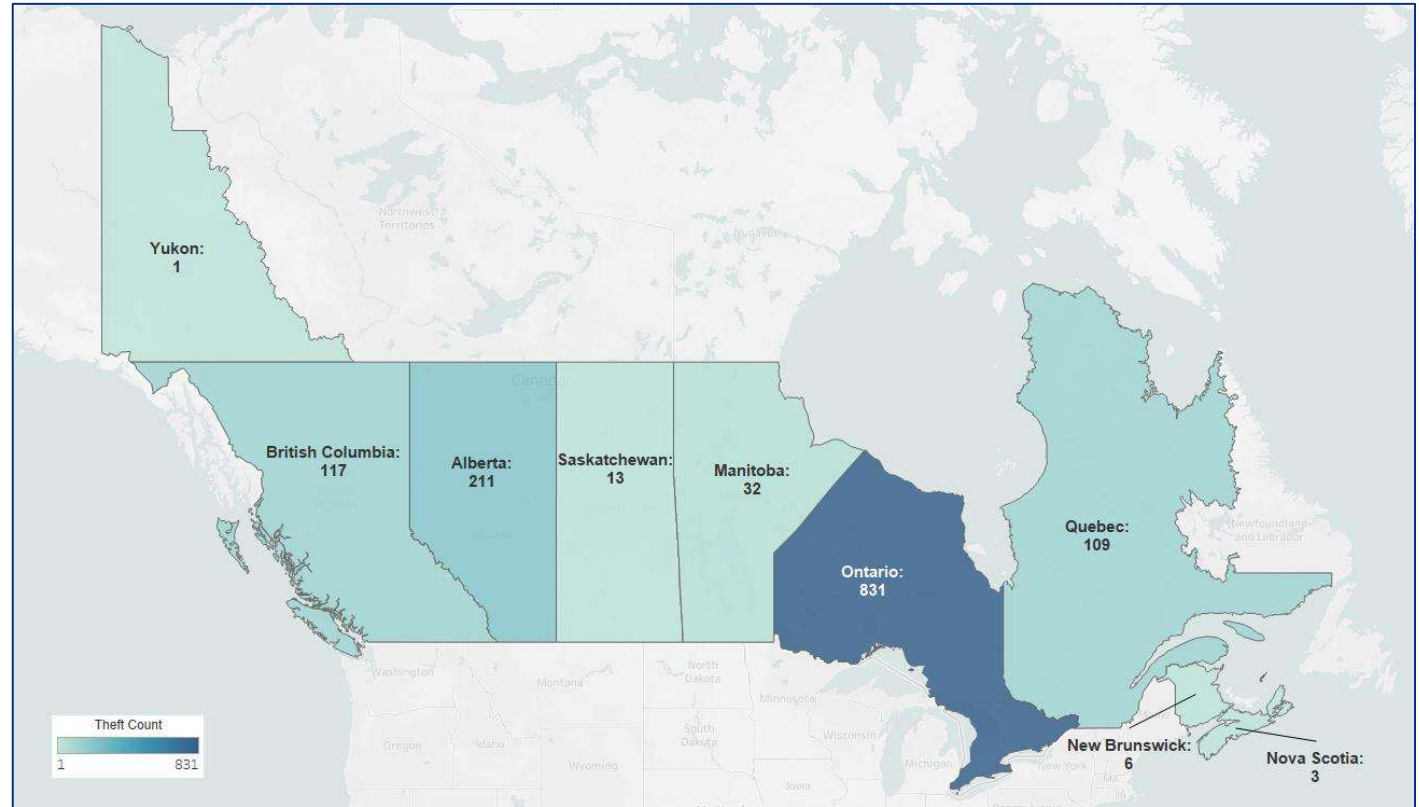 Northwest
Territories
Nunavut
Yukon:
1
Canada
British Columbia:
117
Alberta:
211
Saskatchewan:
13
Manitoba:
32
Ontario:
831
Quebec:
109
Newfoundland
and Labrador
Washington
Montana
North
Dakota
Minnesota
Oregon
Idaho
South
Dakota
Wyoming
Wisconsin
Michigan
Iowa
New York
MA
New Brunswick:
6
Nova Scotia:
3
Theft Count
1
831